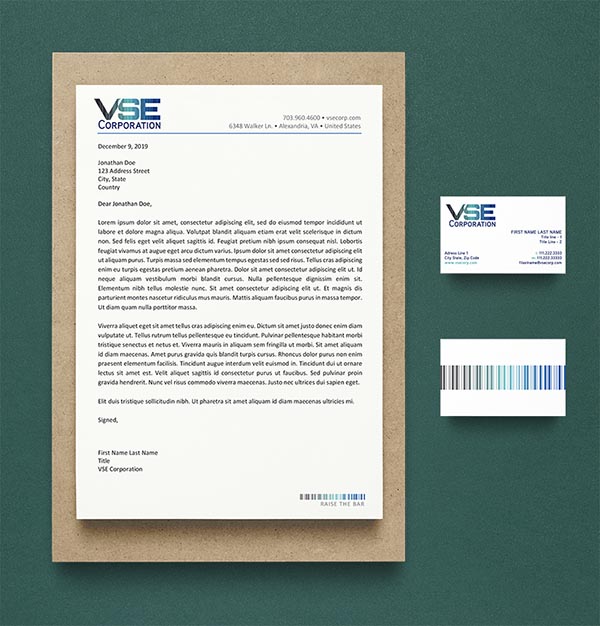 VSE
CORPORATION
703.960.4600 • vsecorp.com
6348 Walker Ln. • Alexandria, VA • United States
December 9, 2019
Jonathan Doe
123 Address Street
City, State
Country
Dear Jonathan Doe,
Lorem ipsum dolor sit amet, consectetur adipiscing elit, sed do eiusmod tempor incididunt ut
labore et dolore magna aliqua. Volutpat blandit aliquam etiam erat velit scelerisque in dictum
non. Sed felis eget velit aliquet sagittis id. Feugiat pretium nibh ipsum consequat nisl. Lobortis
feugiat vivamus at augue eget arcu dictum varius. Ipsum dolor sit amet consectetur adipiscing elit
ut aliquam purus. Turpis massa sed elementum tempus egestas sed sed risus. Tellus cras adipiscing
enim eu turpis egestas pretium aenean pharetra. Dolor sit amet consectetur adipiscing elit ut. Id
neque aliquam vestibulum morbi blandit cursus. Nulla pellentesque dignissim enim sit.
Elementum nibh tellus molestie nunc. Sit amet consectetur adipiscing elit ut. Et magnis dis
parturient montes nascetur ridiculus mus mauris. Mattis aliquam faucibus purus in massa tempor.
Ut diam quam nulla porttitor massa.
Viverra aliquet eget sit amet tellus cras adipiscing enim eu. Dictum sit amet justo donec enim diam
vulputate ut. Tellus rutrum tellus pellentesque eu tincidunt. Pellentesque habitant morbi
tristique senectus et netus et. Viverra mauris in aliquam sem fringilla ut morbi. Sit amet aliquam
id diam maecenas. Amet purus gravida quis blandit turpis cursus. Rhoncus dolor purus non enim
praesent elementum facilisis. Tincidunt augue interdum velit euismod in. Tincidunt dui ut ornare
lectus sit amet est. Velit aliquet sagittis id consectetur purus ut faucibus. Sed pulvinar proin
gravida hendrerit. Nunc vel risus commodo viverra maecenas. Justo nec ultrices dui sapien eget.
Elit duis tristique sollicitudin nibh. Ut pharetra sit amet aliquam id diam maecenas ultricies mi.
Signed,
First Name Last Name
Title
VSE Corporation
RAISE THE BAR
VSE
CORPORATION
FIRST NAME LAST NAME
Title line - 1
Title Line - 2
Adress Line 1
City State, Zip Code
www.vsecorp.com
111.222.3333
111.222.3333
filastname@vsecorp.com